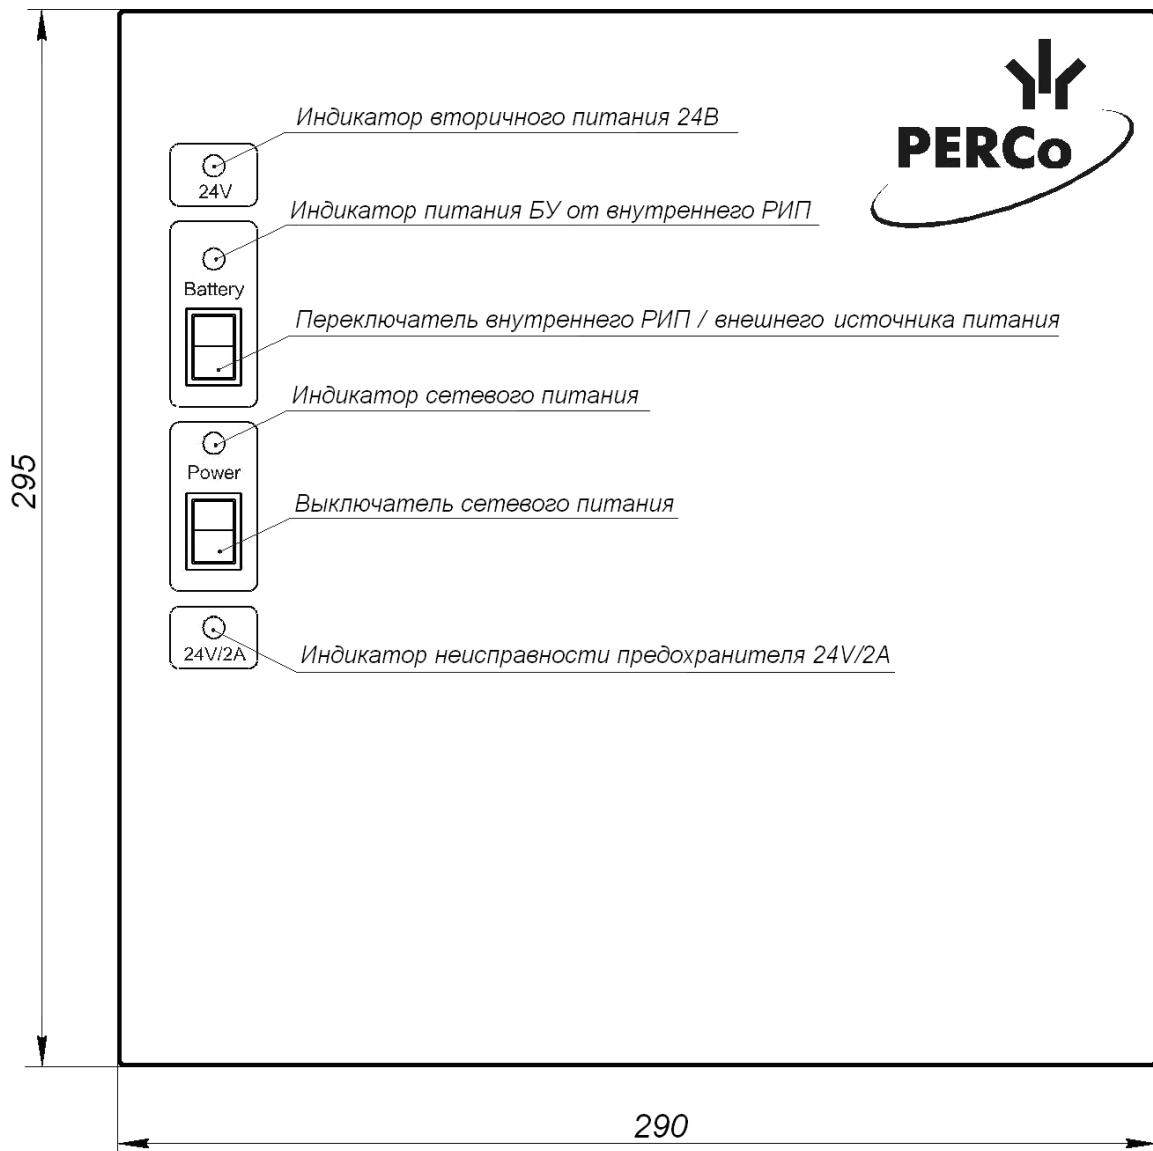 PERCo
Индикатор вторичного питания 24В
24V
Индикатор питания БУ от внутреннего РИП
Battery
Переключатель внутреннего РИП / внешнего источника питания
Индикатор сетевого питания
Power
Выключатель сетевого питания
24V/2A
Индикатор неисправности предохранителя 24V/2А
295
290